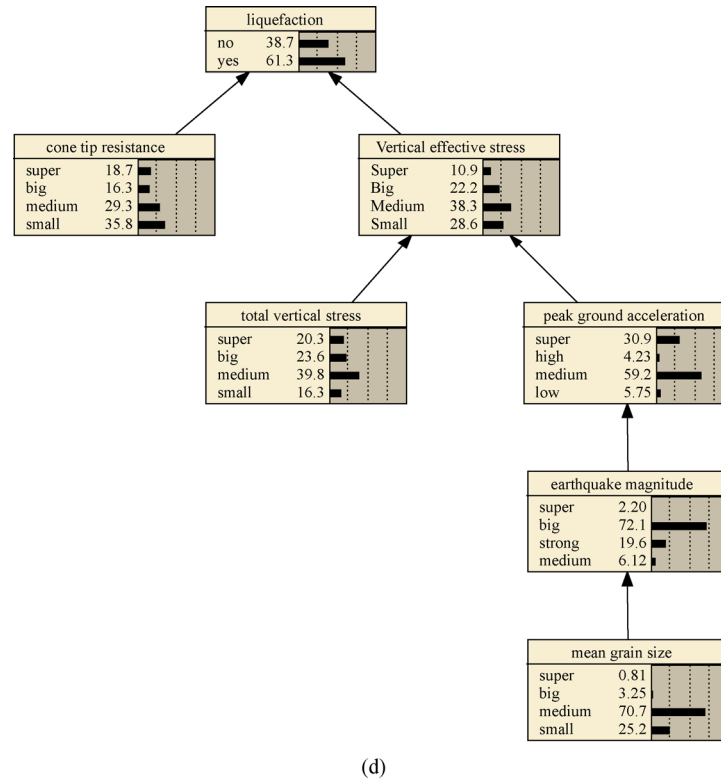 liquefaction
no 38.7
yes 61.3
cone tip resistance
super 18.7
big 16.3
medium 29.3
small 35.8
Vertical effective stress
Super 10.9
Big 22.2
Medium 38.3
Small 28.6
total vertical stress
super 20.3
big 23.6
medium 39.8
small 16.3
peak ground acceleration
super 30.9
high 4.23
medium 59.2
low 5.75
earthquake magnitude
super 2.20
big 72.1
strong 19.6
medium 6.12
mean grain size
super 0.81
big 3.25
medium 70.7
small 25.2
(d)